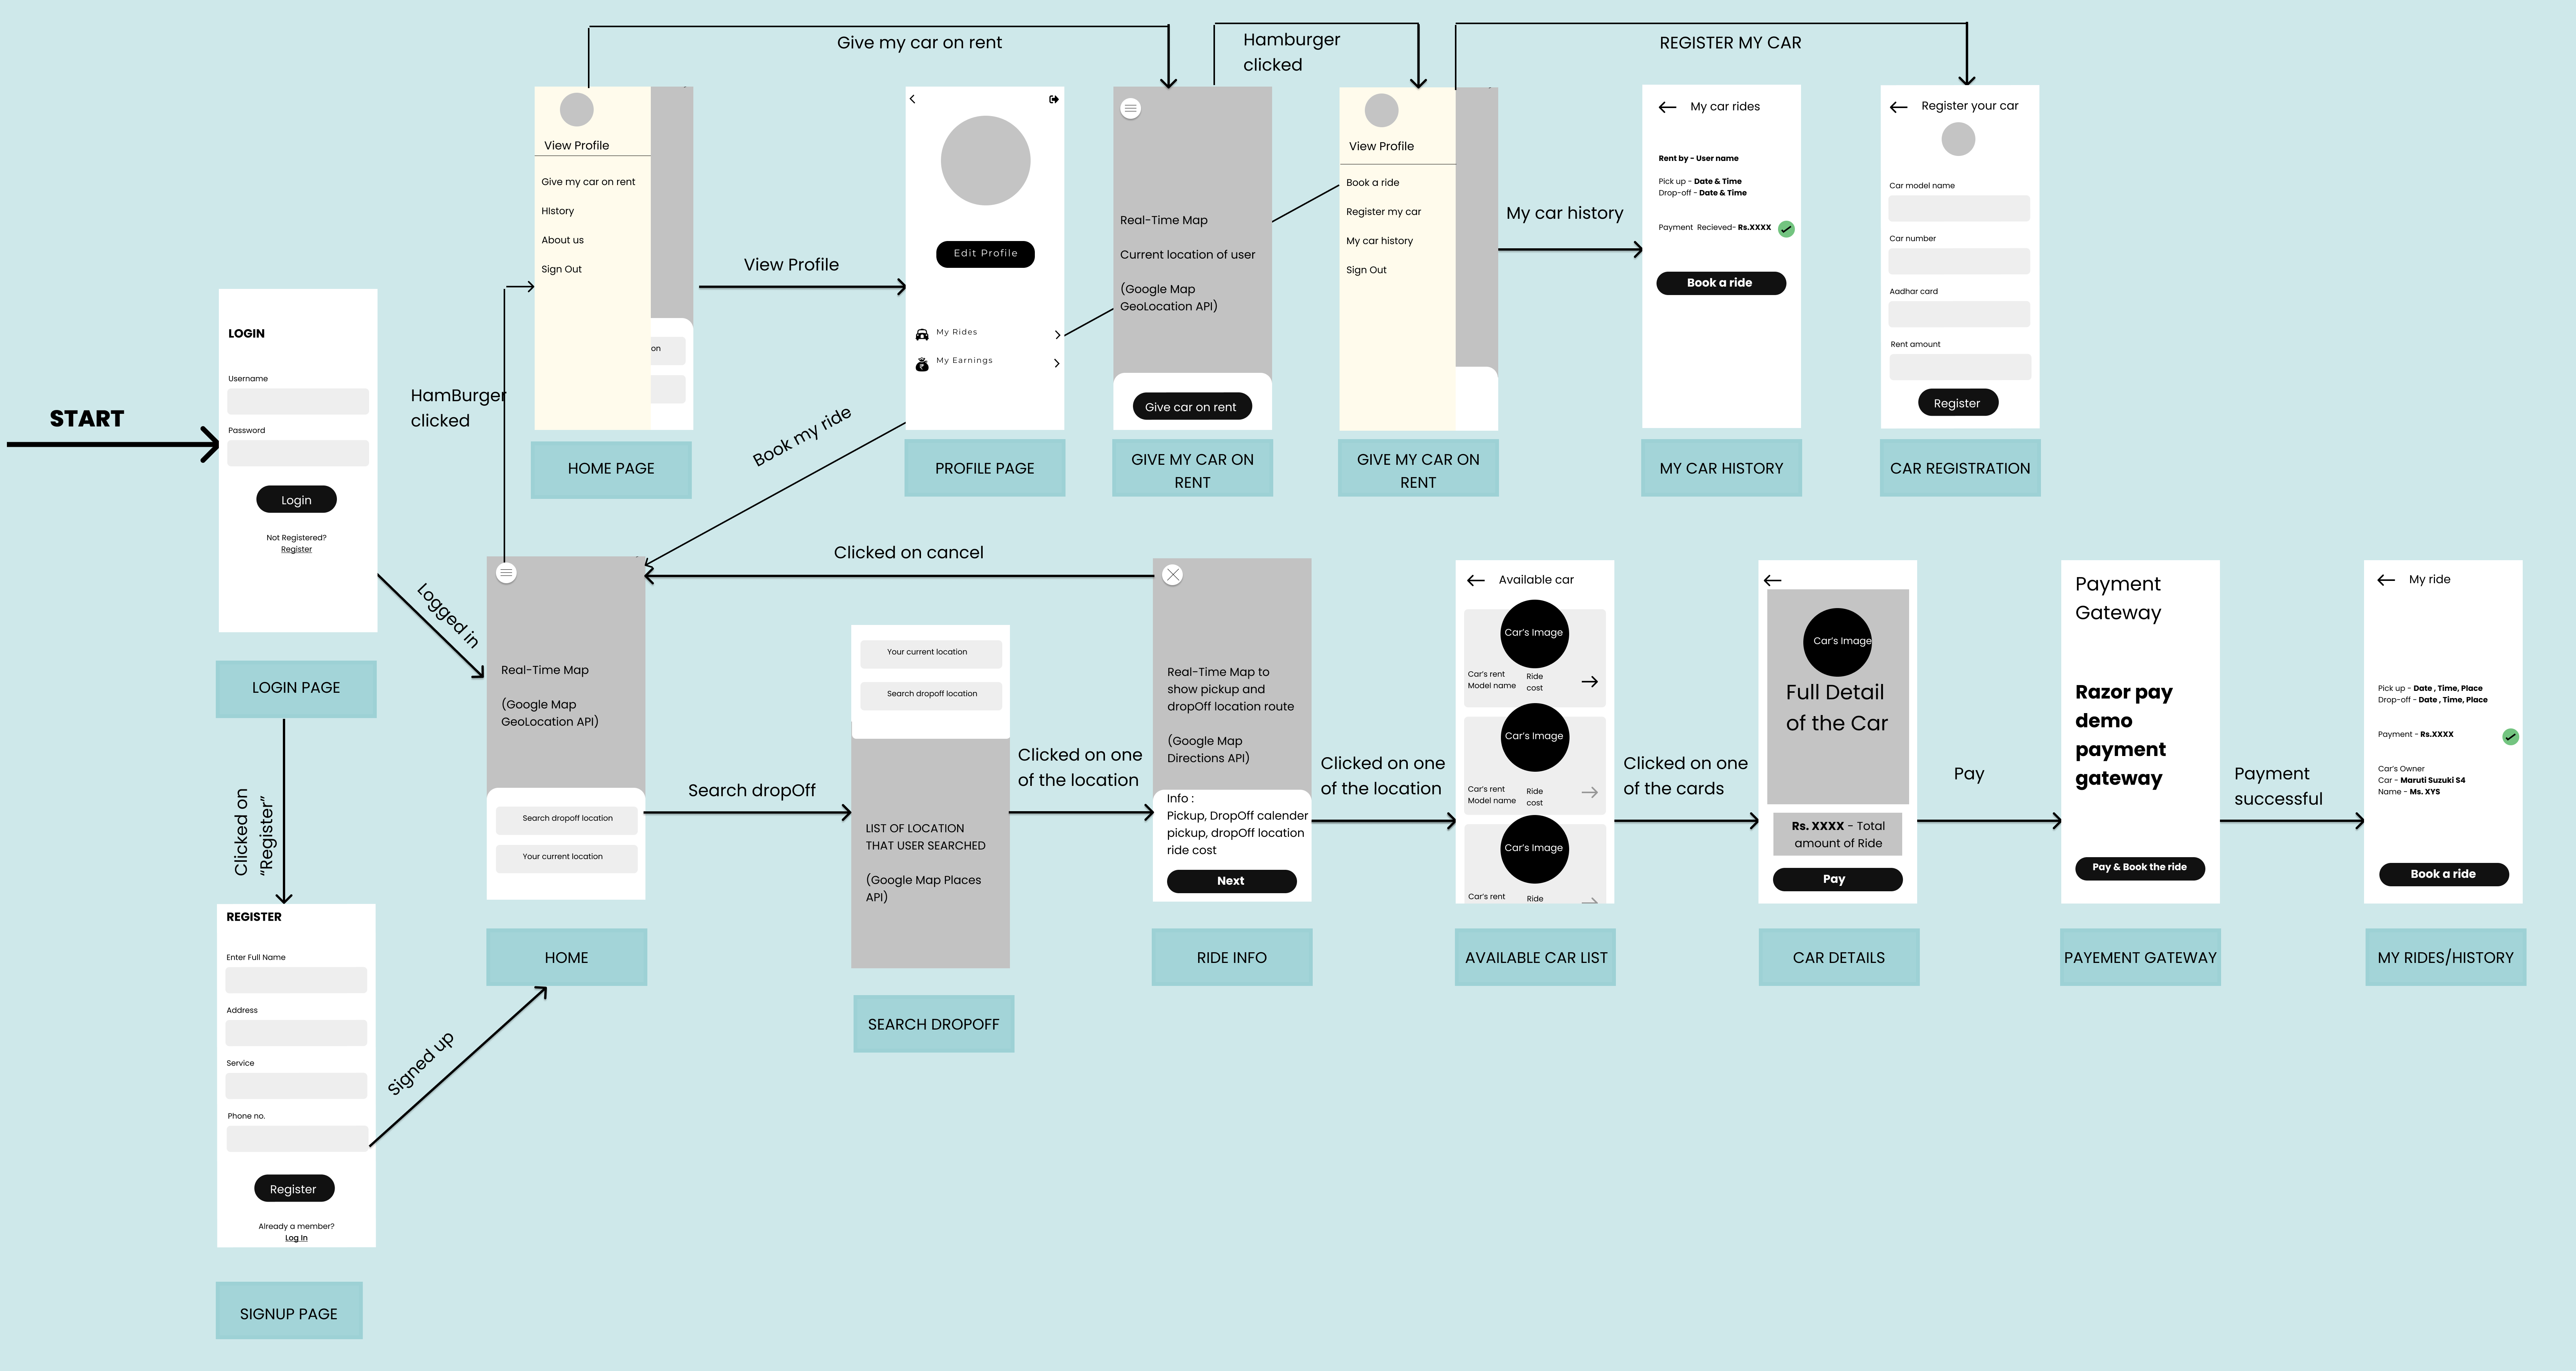 Give my car on rent
Hamburger
clicked
REGISTER MY CAR
View Profile
Give my car on rent
HIstory
About us
Sign Out
on
HOME PAGE
View Profile
Edit Profile
My Rides
My Earnings
PROFILE PAGE
Real-Time Map
Current location of user
(Google Map
GeoLocation API)
Give car on rent
GIVE MY CAR ON
RENT
View Profile
Book a ride
Register my car
My car history
Sign Out
GIVE MY CAR ON
RENT
My car history
My car rides
Rent by - User name
Pick up - Date & Time
Drop-off - Date & Time
Payment Recieved- Rs.XXXX
Book a ride
MY CAR HISTORY
Register your car
Car model name
Car number
Aadhar card
Rent amount
Register
CAR REGISTRATION
START
LOGIN
Username
Password
Login
Not Registered?
Register
LOGIN PAGE
HamBurger
clicked
Book my ride
Logged in
Clicked on cancel
Clicked on
“Register”
REGISTER
Enter Full Name
Address
Service
Phone no.
Register
Already a member?
Log In
SIGNUP PAGE
Signed up
Real-Time Map
(Google Map
GeoLocation API)
Search dropoff location
Your current location
HOME
Search dropOff
Your current location
Search dropoff location
LIST OF LOCATION
THAT USER SEARCHED
(Google Map Places
API)
SEARCH DROPOFF
Clicked on one
of the location
Real-Time Map to
show pickup and
dropOff location route
(Google Map
Directions API)
Info :
Pickup, DropOff calender
pickup, dropOff location
ride cost
Next
RIDE INFO
Clicked on one
of the location
Available car
Car’s Image
Car’s rent
Model name
Ride
cost
Car’s Image
Car’s rent
Model name
Ride
cost
Car’s Image
Car’s rent
Ride
AVAILABLE CAR LIST
Clicked on one
of the cards
Car’s Image
Full Detail
of the Car
Rs. XXXX - Total
amount of Ride
Pay
CAR DETAILS
Pay
Payment
Gateway
Razor pay
demo
payment
gateway
Pay & Book the ride
PAYEMENT GATEWAY
Payment
successful
My ride
Pick up - Date , Time, Place
Drop-off - Date , Time, Place
Payment - Rs.XXXX
Car’s Owner
Car - Maruti Suzuki S4
Name - Ms. XYS
Book a ride
MY RIDES/HISTORY